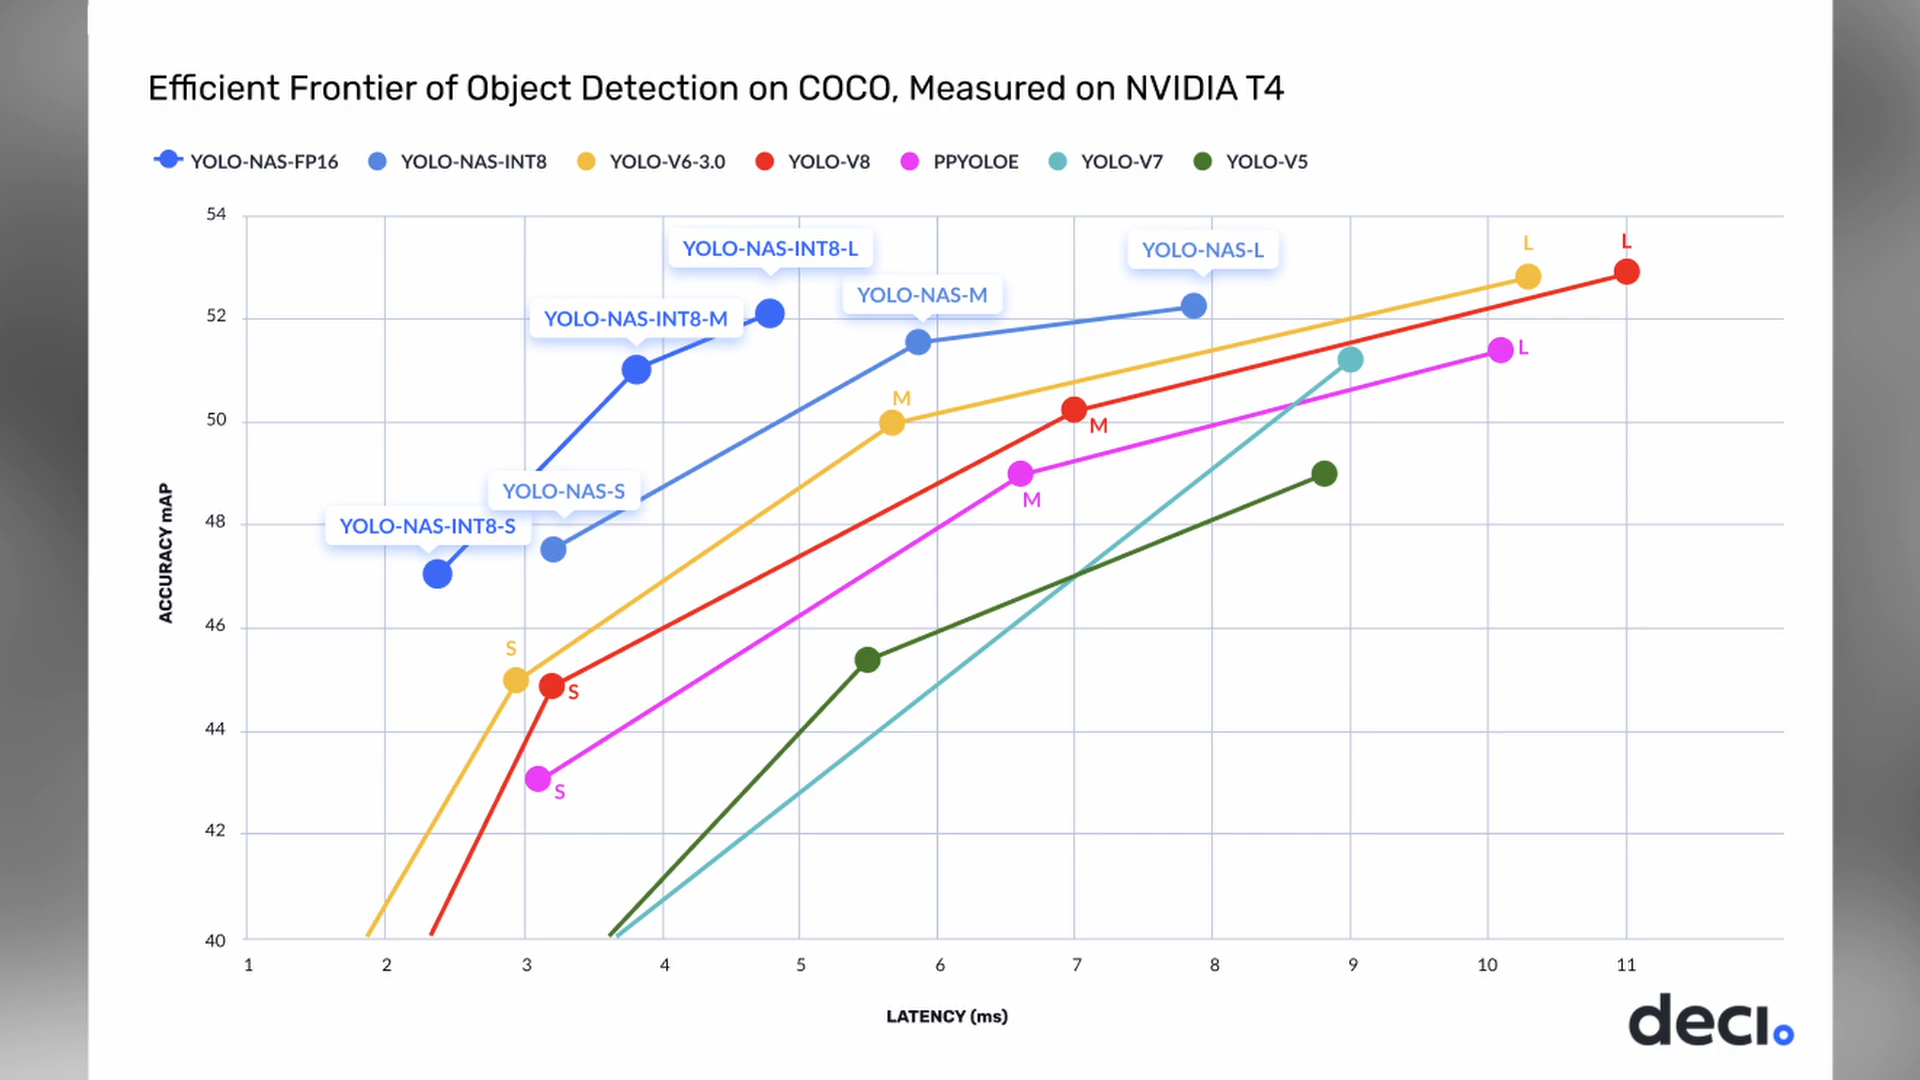 Efficient Frontier of Object Detection on COCO, Measured on NVIDIA T4
YOLO-NAS-FP16 YOLO-NAS-INT8 YOLO-V6-3.0 YOLO-V8 PPYOLOE YOLO-V7 YOLO-V5
54
52
50
48
46
44
42
40
ACCURACY mAP
YOLO-NAS-INT8-L
YOLO-NAS-L
YOLO-NAS-M
YOLO-NAS-INT8-M
YOLO-NAS-S
YOLO-NAS-INT8-S
L
L
L
M
M
M
S
S
S
1 2 3 4 5 6 7 8 9 10 11
LATENCY (ms)
deci.